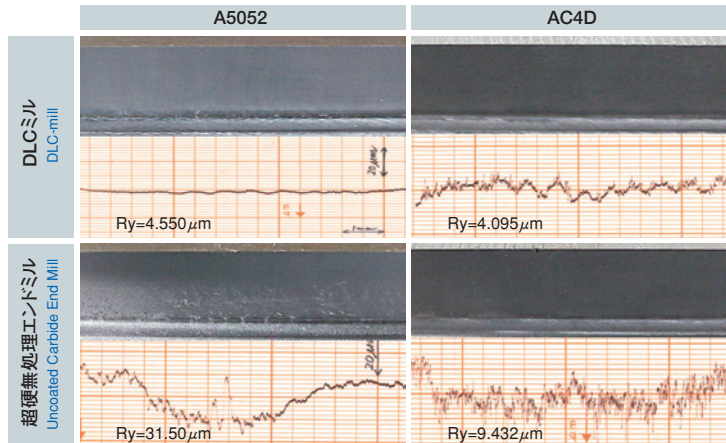 A5052
AC4D
DLCミル
DLC-mill
Ry=4.550μm
Ry=4.095μm
超硬無処理エンドミル
Uncoated Carbide End Mill
Ry=31.50μm
Ry=9.432μm